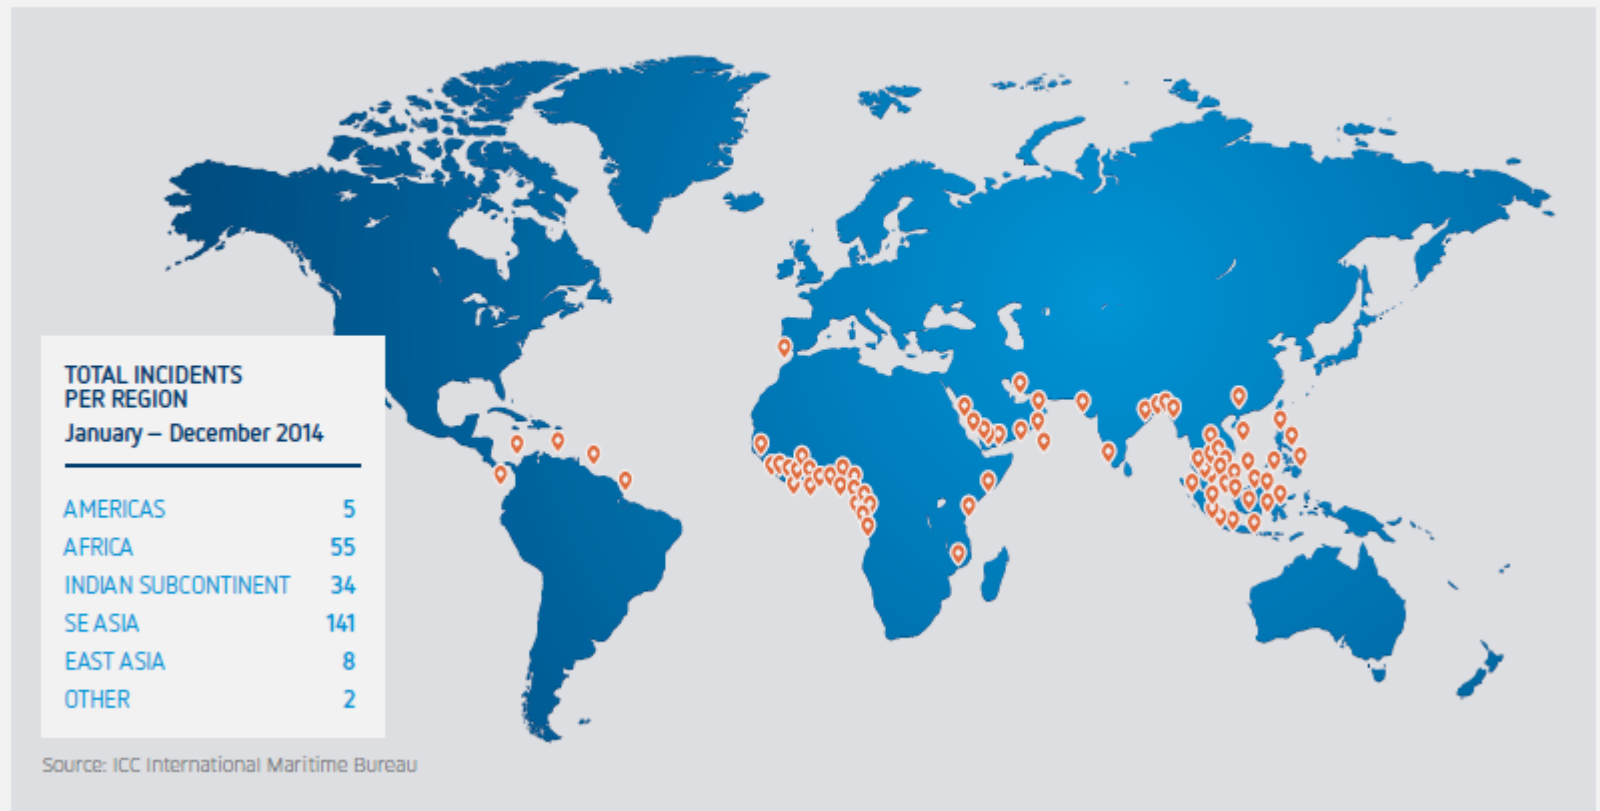 TOTAL INCIDENTS
PER REGION
January – December 2014
AMERICAS 5
AFRICA 55
INDIAN SUBCONTINENT 34
SE ASIA 141
EAST ASIA 8
OTHER 2
Source: ICC International Maritime Bureau